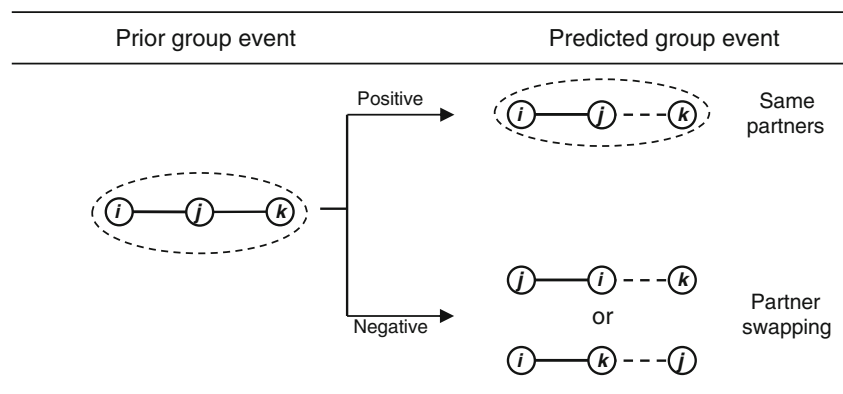 Prior group event
Predicted group event
Positive
i j k
Same
partners
i j k
Negative
j i k
or
i k j
Partner
swapping